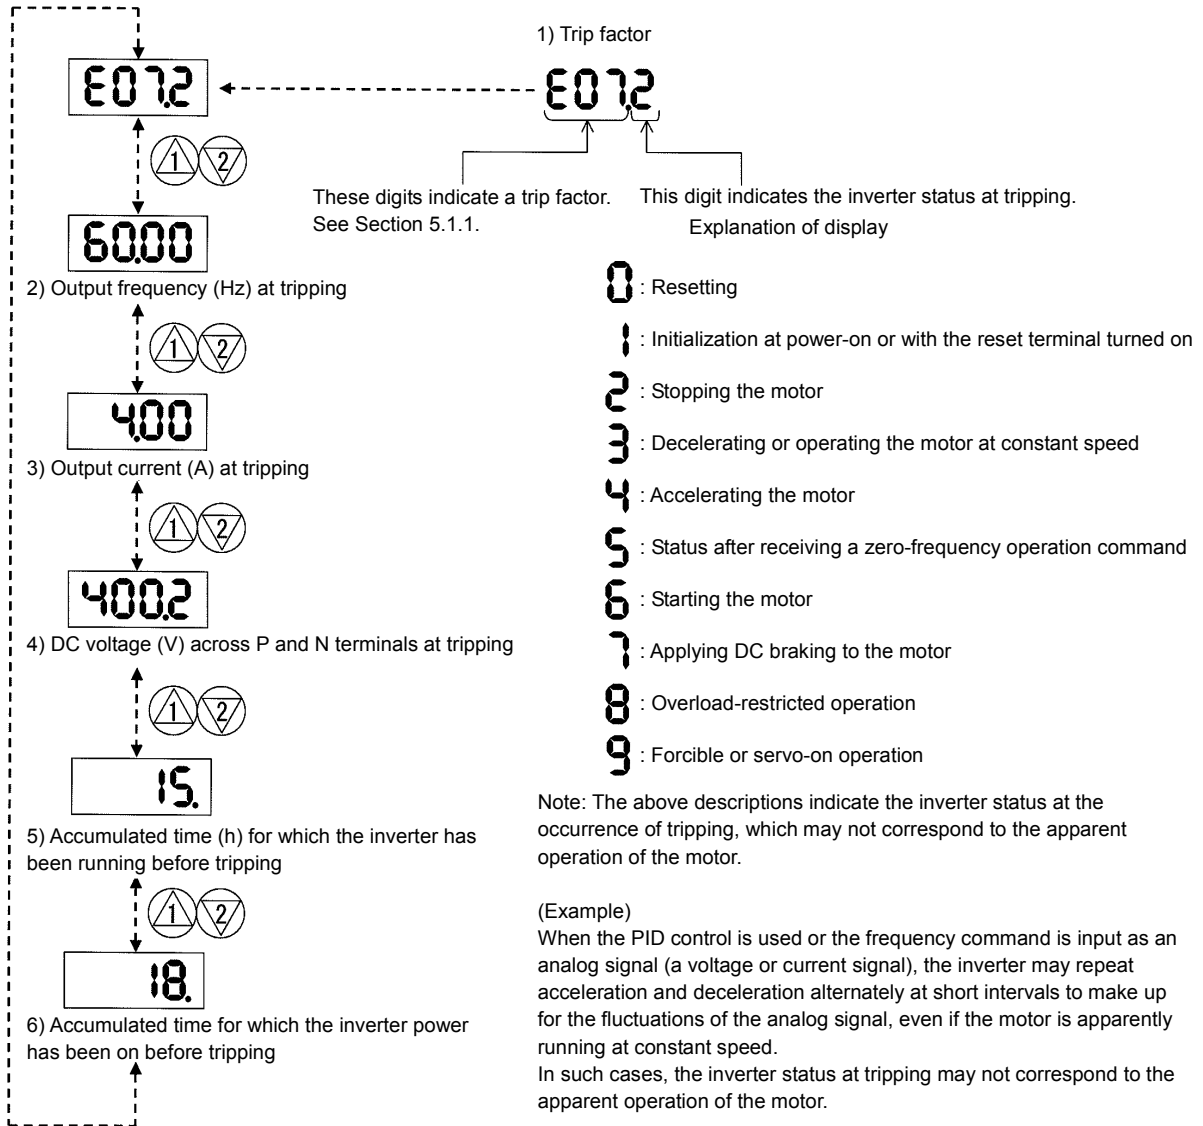 1) Trip factor
E07.2
E07.2
1 2
These digits indicate a trip factor.
See Section 5.1.1.
This digit indicates the inverter status at tripping.
Explanation of display
60.00
2) Output frequency (Hz) at tripping
1 2
4.00
3) Output current (A) at tripping
1 2
400.2
4) DC voltage (V) across P and N terminals at tripping
1 2
15.
5) Accumulated time (h) for which the inverter has
been running before tripping
1 2
18.
6) Accumulated time for which the inverter power
has been on before tripping
0 : Resetting
1 : Initialization at power-on or with the reset terminal turned on
2 : Stopping the motor
3 : Decelerating or operating the motor at constant speed
4 : Accelerating the motor
5 : Status after receiving a zero-frequency operation command
6 : Starting the motor
7 : Applying DC braking to the motor
8 : Overload-restricted operation
9 : Forcible or servo-on operation
Note: The above descriptions indicate the inverter status at the
occurrence of tripping, which may not correspond to the apparent
operation of the motor.
(Example)
When the PID control is used or the frequency command is input as an
analog signal (a voltage or current signal), the inverter may repeat
acceleration and deceleration alternately at short intervals to make up
for the fluctuations of the analog signal, even if the motor is apparently
running at constant speed.
In such cases, the inverter status at tripping may not correspond to the
apparent operation of the motor.